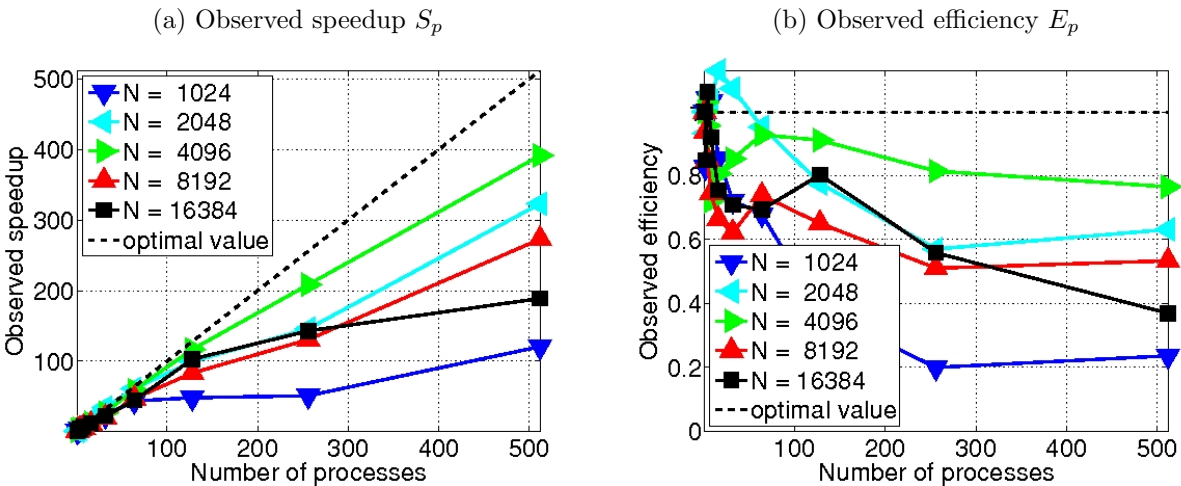 (a) Observed speedup Sp
500
400
300
200
100
100 200 300 400 500
Observed speedup
Number of processes
N = 1024
N = 2048
N = 4096
N = 8192
N = 16384
optimal value
(b) Observed efficiency Ep
0.8
0.6
0.4
0.2
0
100 200 300 400 500
Observed efficiency
Number of processes
N = 1024
N = 2048
N = 4096
N = 8192
N = 16384
optimal value